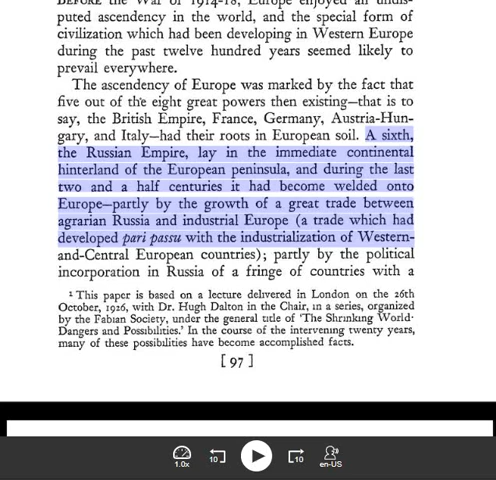 BEFORE the War of 1914-18, Europe enjoyed an undis-
puted ascendency in the world, and the special form of
civilization which had been developing in Western Europe
during the past twelve hundred years seemed likely to
prevail everywhere.
The ascendency of Europe was marked by the fact that
five out of the eight great powers then existing—that is to
say, the British Empire, France, Germany, Austria-Hun-
gary, and Italy—had their roots in European soil. A sixth,
the Russian Empire, lay in the immediate continental
hinterland of the European peninsula, and during the last
two and a half centuries it had become welded onto
Europe—partly by the growth of a great trade between
agrarian Russia and industrial Europe (a trade which had
developed pari passu with the industrialization of Western-
and-Central European countries); partly by the political
incorporation in Russia of a fringe of countries with a
¹ This paper is based on a lecture delivered in London on the 26th
October, 1926, with Dr. Hugh Dalton in the Chair, in a series, organized
by the Fabian Society, under the general title of 'The Shrinking World·
Dangers and Possibilities.' In the course of the intervening twenty years,
many of these possibilities have become accomplished facts.
[ 97 ]
1.0x
10
10
en-US